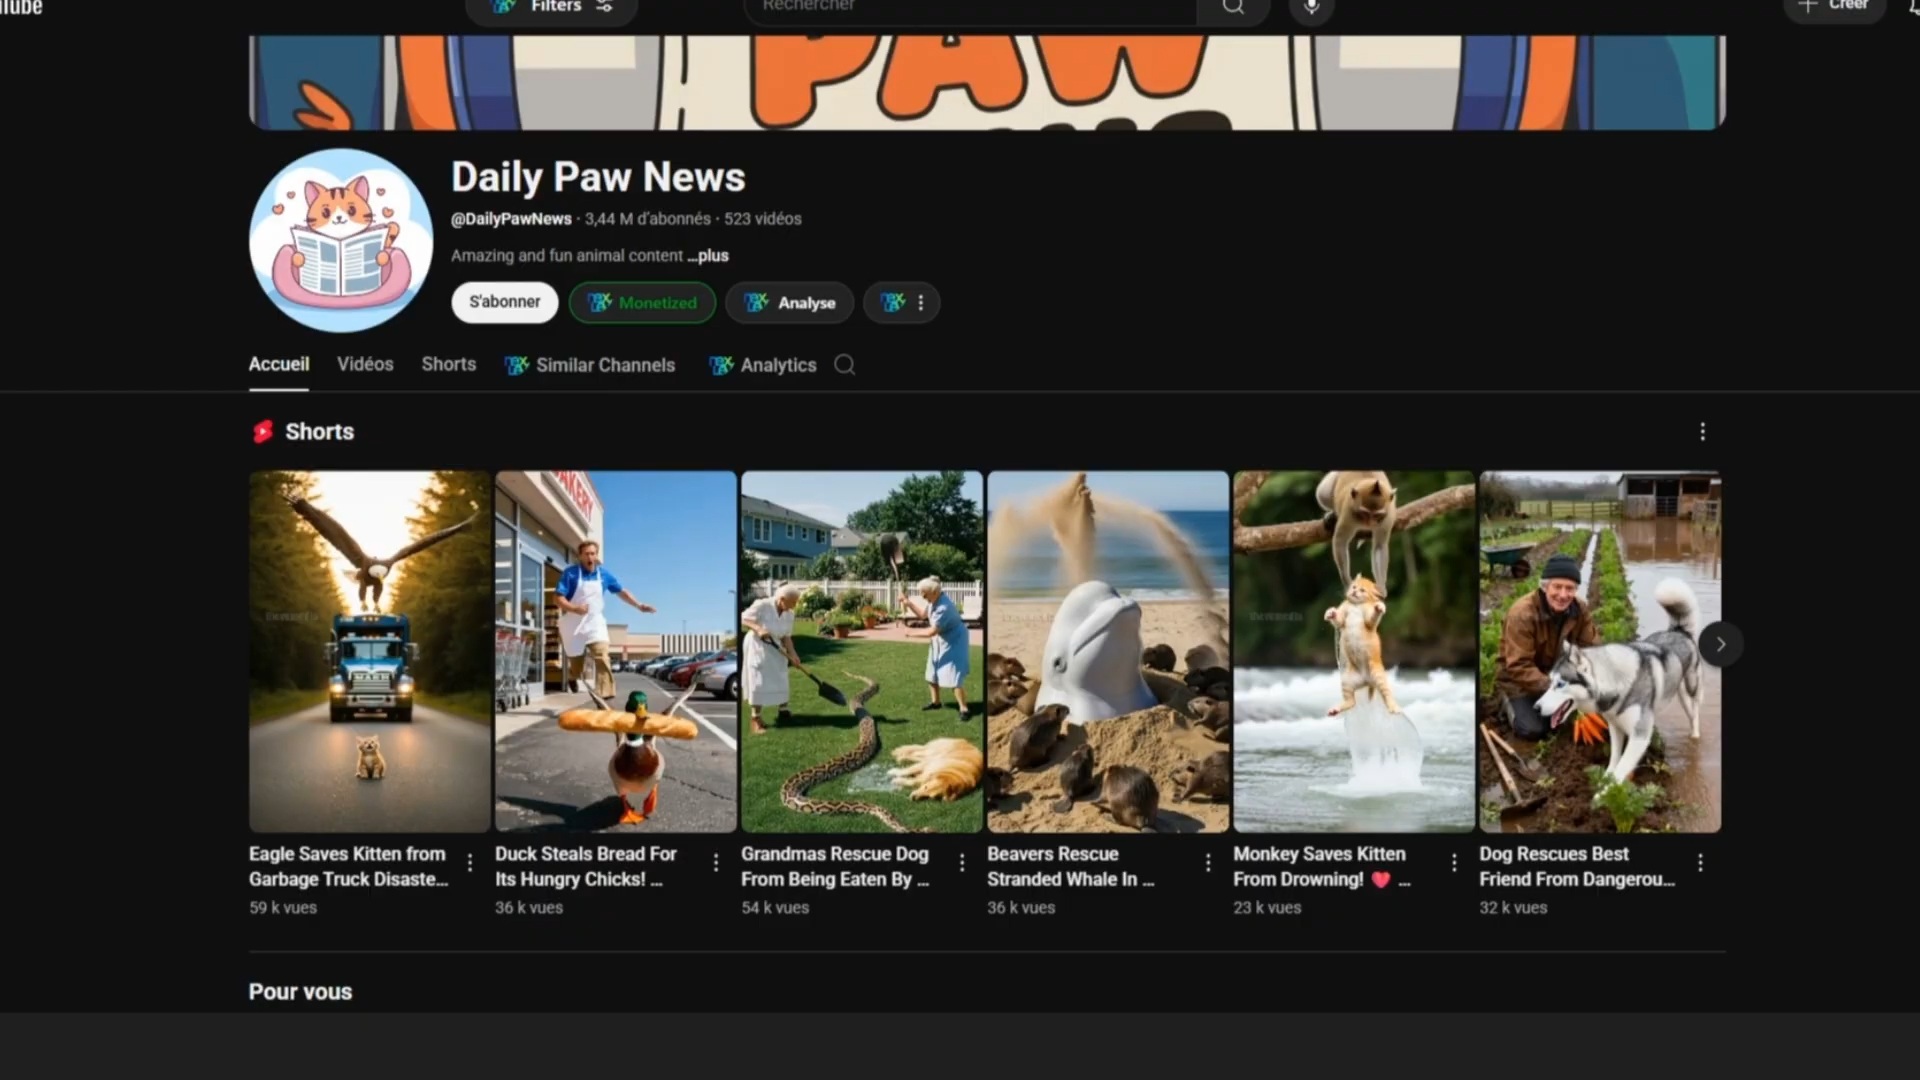 Tube
Filters
Rechercher
Créer
PAW
Daily Paw News
@DailyPawNews · 3,44 M d'abonnés · 523 vidéos
Amazing and fun animal content ...plus
S'abonner
Monetized
Analyse
Accueil
Vidéos
Shorts
Similar Channels
Analytics
Shorts
BAKERY
Eagle Saves Kitten from
Garbage Truck Disaste...
59 k vues
Duck Steals Bread For
Its Hungry Chicks! ...
36 k vues
Grandmas Rescue Dog
From Being Eaten By ...
54 k vues
Beavers Rescue
Stranded Whale In ...
36 k vues
Monkey Saves Kitten
From Drowning! ❤️ ...
23 k vues
Dog Rescues Best
Friend From Dangerou...
32 k vues
Pour vous